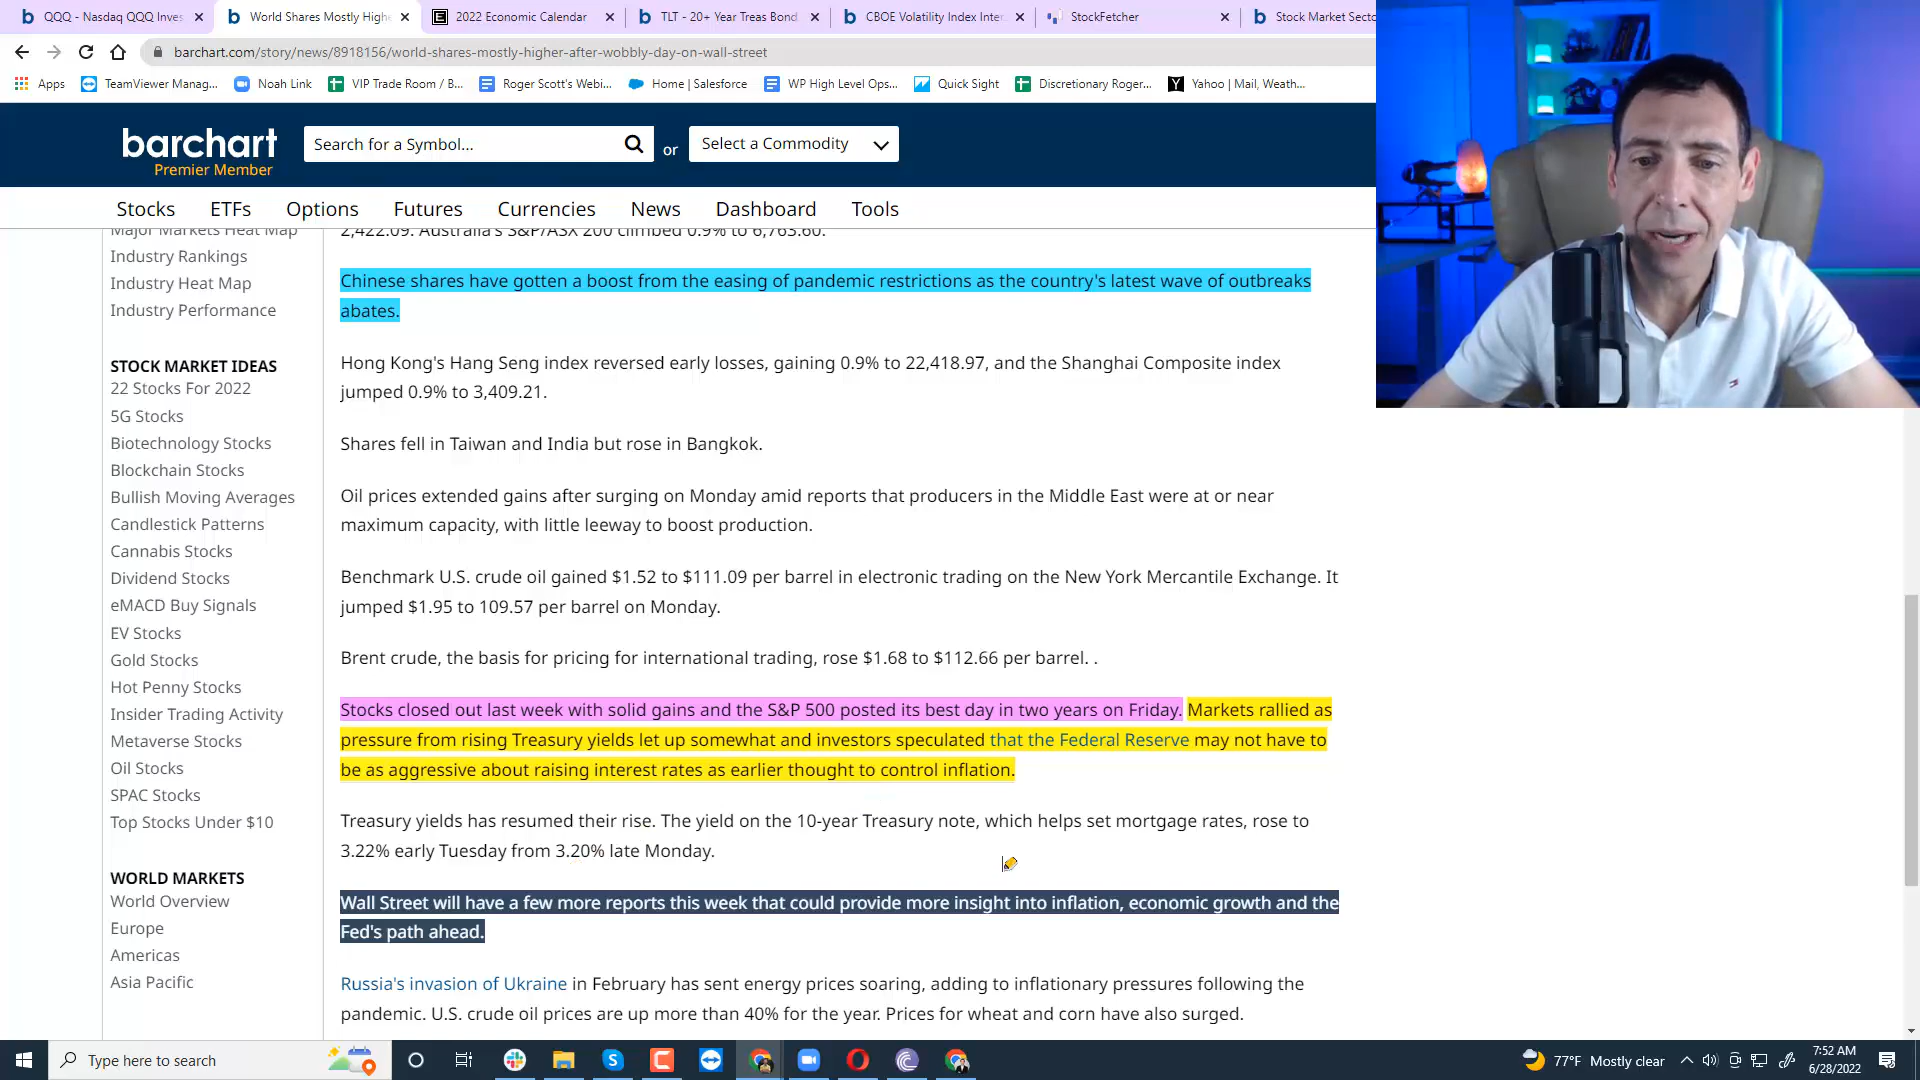 QQQ - Nasdaq QQQ Inves
World Shares Mostly Highe
2022 Economic Calendar
TLT - 20+ Year Treas Bond
CBOE Volatility Index Inter
StockFetcher
Stock Market Secto
barchart.com/story/news/8918156/world-shares-mostly-higher-after-wobbly-day-on-wall-street
Apps
TeamViewer Manag...
Noah Link
VIP Trade Room / B...
Roger Scott's Webi...
Home | Salesforce
WP High Level Ops...
Quick Sight
Discretionary Roger...
Yahoo | Mail, Weath...
barchart
Premier Member
Search for a Symbol...
or
Select a Commodity
Stocks
ETFs
Options
Futures
Currencies
News
Dashboard
Tools
Major Markets Heat Map
Industry Rankings
Industry Heat Map
Industry Performance
STOCK MARKET IDEAS
22 Stocks For 2022
5G Stocks
Biotechnology Stocks
Blockchain Stocks
Bullish Moving Averages
Candlestick Patterns
Cannabis Stocks
Dividend Stocks
eMACD Buy Signals
EV Stocks
Gold Stocks
Hot Penny Stocks
Insider Trading Activity
Metaverse Stocks
Oil Stocks
SPAC Stocks
Top Stocks Under $10
WORLD MARKETS
World Overview
Europe
Americas
Asia Pacific
2,422.09. Australia's S&P/ASX 200 climbed 0.9% to 6,763.60.
Chinese shares have gotten a boost from the easing of pandemic restrictions as the country's latest wave of outbreaks
abates.
Hong Kong's Hang Seng index reversed early losses, gaining 0.9% to 22,418.97, and the Shanghai Composite index
jumped 0.9% to 3,409.21.
Shares fell in Taiwan and India but rose in Bangkok.
Oil prices extended gains after surging on Monday amid reports that producers in the Middle East were at or near
maximum capacity, with little leeway to boost production.
Benchmark U.S. crude oil gained $1.52 to $111.09 per barrel in electronic trading on the New York Mercantile Exchange. It
jumped $1.95 to 109.57 per barrel on Monday.
Brent crude, the basis for pricing for international trading, rose $1.68 to $112.66 per barrel. .
Stocks closed out last week with solid gains and the S&P 500 posted its best day in two years on Friday. Markets rallied as
pressure from rising Treasury yields let up somewhat and investors speculated that the Federal Reserve may not have to
be as aggressive about raising interest rates as earlier thought to control inflation.
Treasury yields has resumed their rise. The yield on the 10-year Treasury note, which helps set mortgage rates, rose to
3.22% early Tuesday from 3.20% late Monday.
Wall Street will have a few more reports this week that could provide more insight into inflation, economic growth and the
Fed's path ahead.
Russia's invasion of Ukraine in February has sent energy prices soaring, adding to inflationary pressures following the
pandemic. U.S. crude oil prices are up more than 40% for the year. Prices for wheat and corn have also surged.
Type here to search
77°F Mostly clear
7:52 AM
6/28/2022